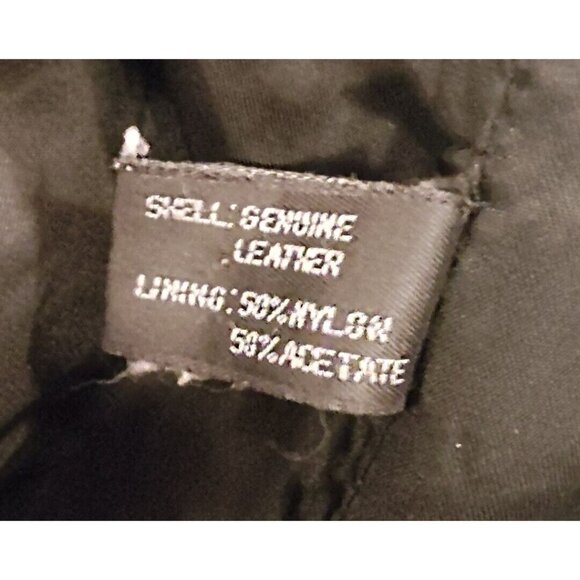 SHELL: GENUINE
LEATHER
LINING: 50% NYLON
50% ACETATE